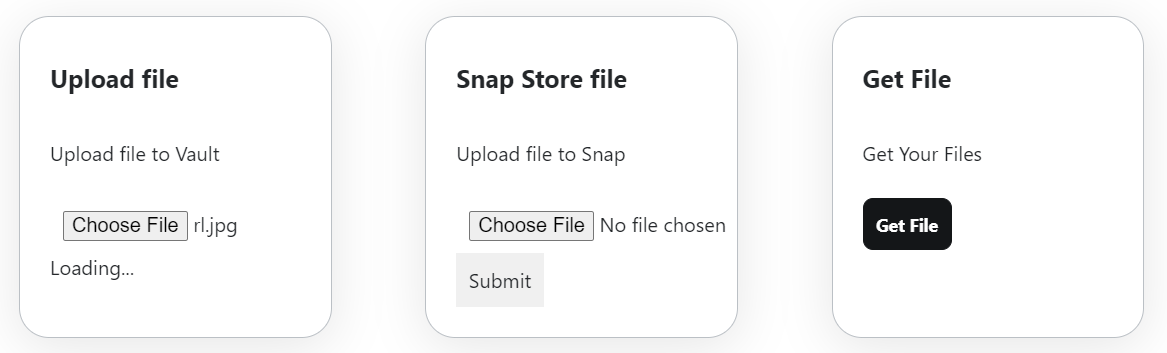 Upload file
Upload file to Vault
Choose File rl.jpg
Loading...
Snap Store file
Upload file to Snap
Choose File No file chosen
Submit
Get File
Get Your Files
Get File